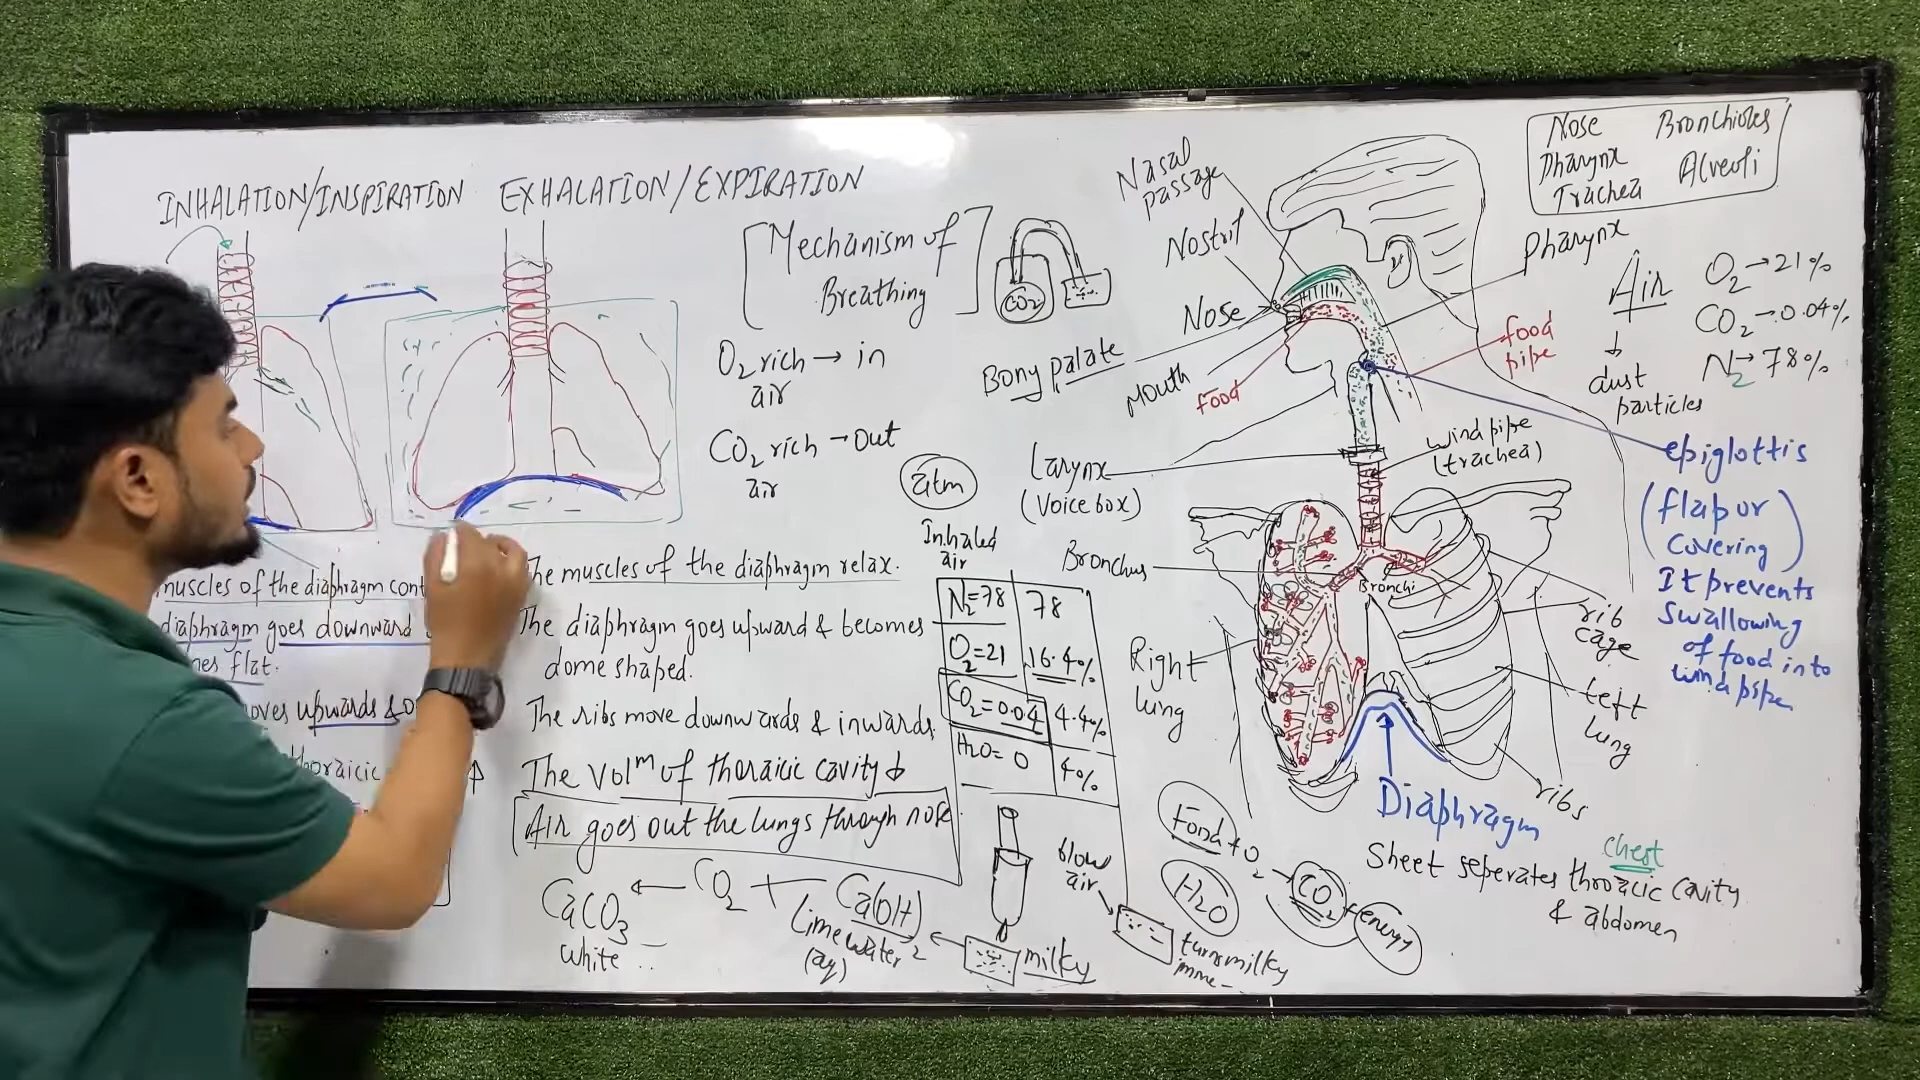 INHALATION/INSPIRATION
EXHALATION/EXPIRATION
[Mechanism of
Breathing]
O2 rich → in
air
CO2 rich → out
air
muscles of the diaphragm
diaphragm goes downward
flat.
upwards &
thoraicic ↑
The muscles of the diaphragm relax.
The diaphragm goes upward & becomes
dome shaped.
The ribs move downwards & inwards.
The Volm of thoraicic cavity ↓
Air goes out the lungs through nose
CaCO3 ← CO2 + Ca(OH)2
white
Lime water
(aq)
milky
atm
Inhaled
air
N2=78 78
O2=21 16.4%
CO2=0.04 4.4%
H2O=0 4%
blow
air
turns milky
CO2
Nasal
passage
Nostril
Nose
Bony palate
Mouth
food
Larynx
(Voice box)
Bronchus
Right
lung
Nose Bronchioles
Pharynx Alveoli
Trachea
Pharynx
food
pipe
wind pipe
(trachea)
Bronchi
rib
cage
Left
lung
ribs
Diaphragm
chest
Sheet seperates thoracic cavity
& abdomen
Food + O2 → CO2 + energy
H2O
Air
↓
dust
particles
O2 → 21%
CO2 → 0.04%
N2 → 78%
epiglottis
(flap or
covering)
It prevents
swallowing
of food into
wind pipe